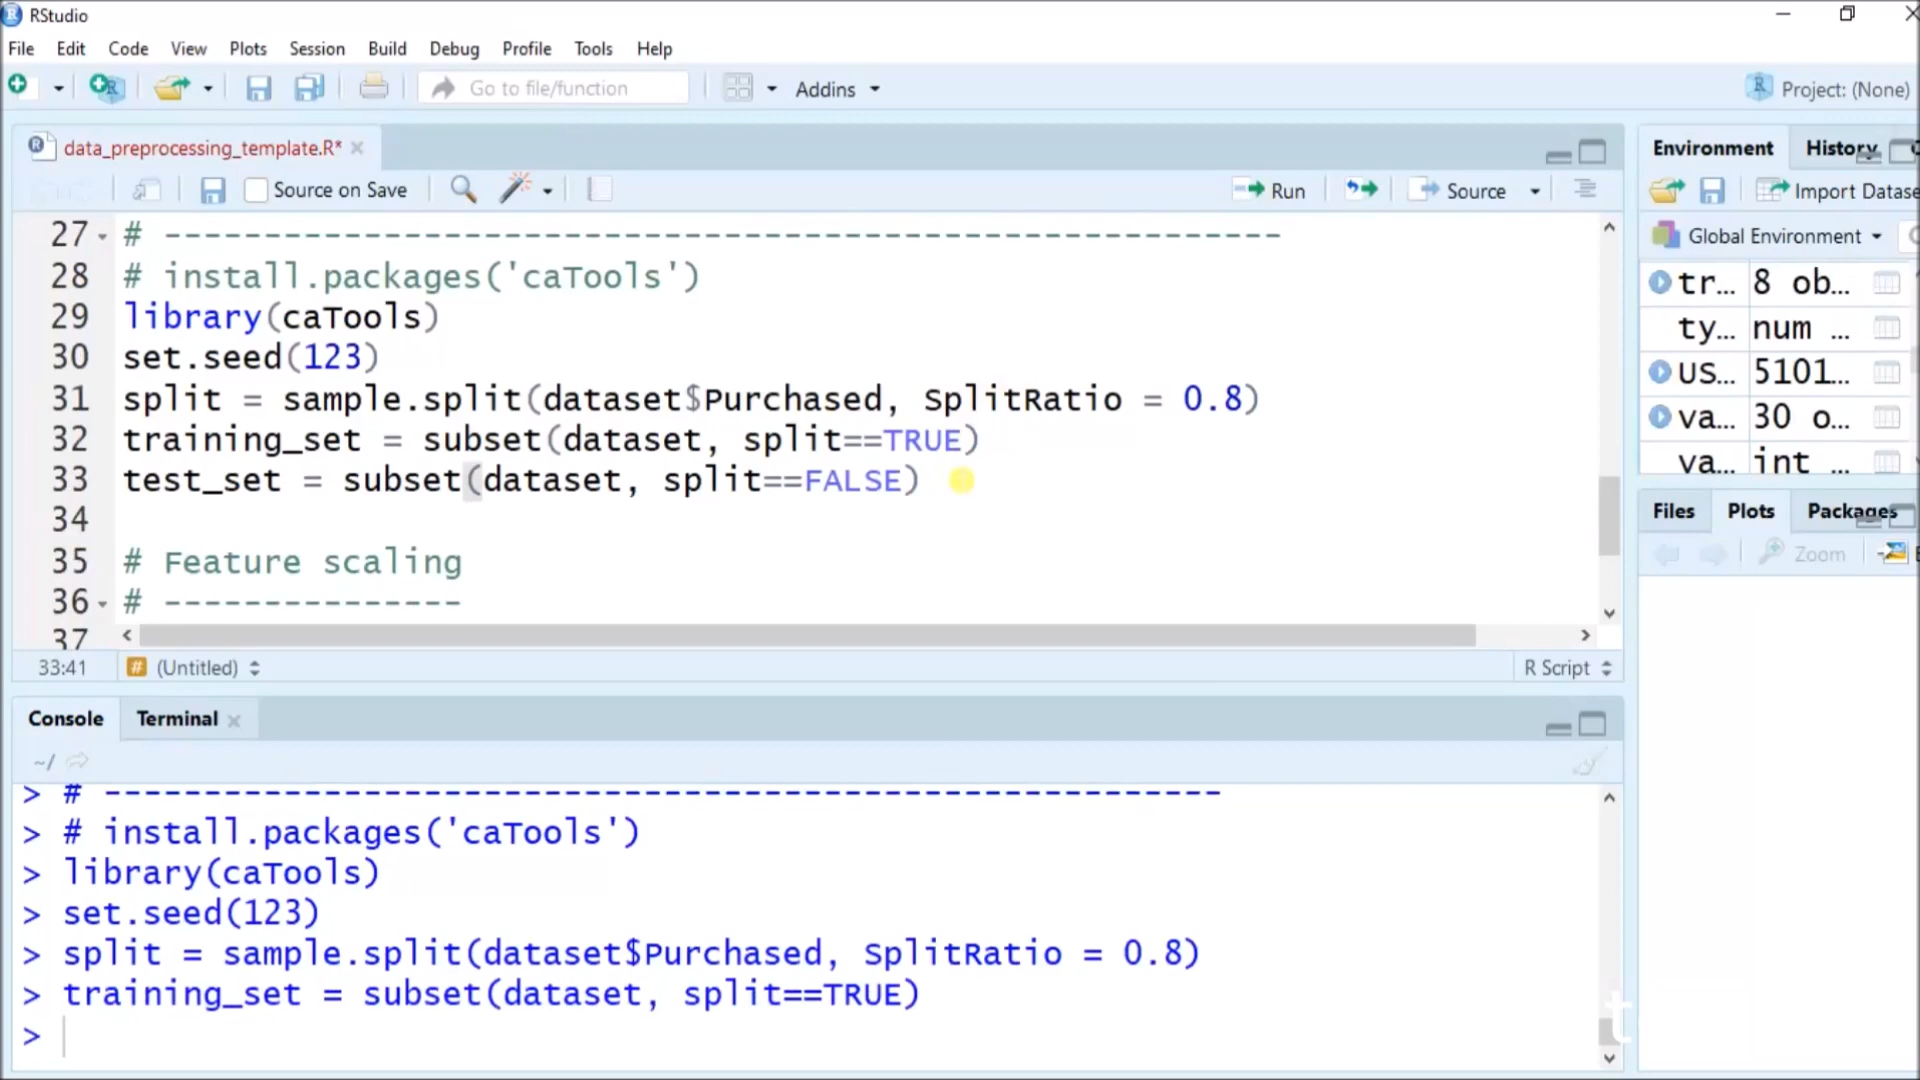 RStudio
File Edit Code View Plots Session Build Debug Profile Tools Help
Go to file/function Addins Project: (None)
data_preprocessing_template.R*
Source on Save Run Source
27 # --------------------------------------------------------
28 # install.packages('caTools')
29 library(caTools)
30 set.seed(123)
31 split = sample.split(dataset$Purchased, SplitRatio = 0.8)
32 training_set = subset(dataset, split==TRUE)
33 test_set = subset(dataset, split==FALSE)
34
35 # Feature scaling
36 # ---------------
37
33:41 (Untitled) R Script
Console Terminal
~/
> # --------------------------------------------------------
> # install.packages('caTools')
> library(caTools)
> set.seed(123)
> split = sample.split(dataset$Purchased, SplitRatio = 0.8)
> training_set = subset(dataset, split==TRUE)
>
Environment History
Import Datase
Global Environment
tr... 8 ob...
ty... num ...
US... 5101...
va... 30 o...
va... int ...
Files Plots Packages
Zoom
t